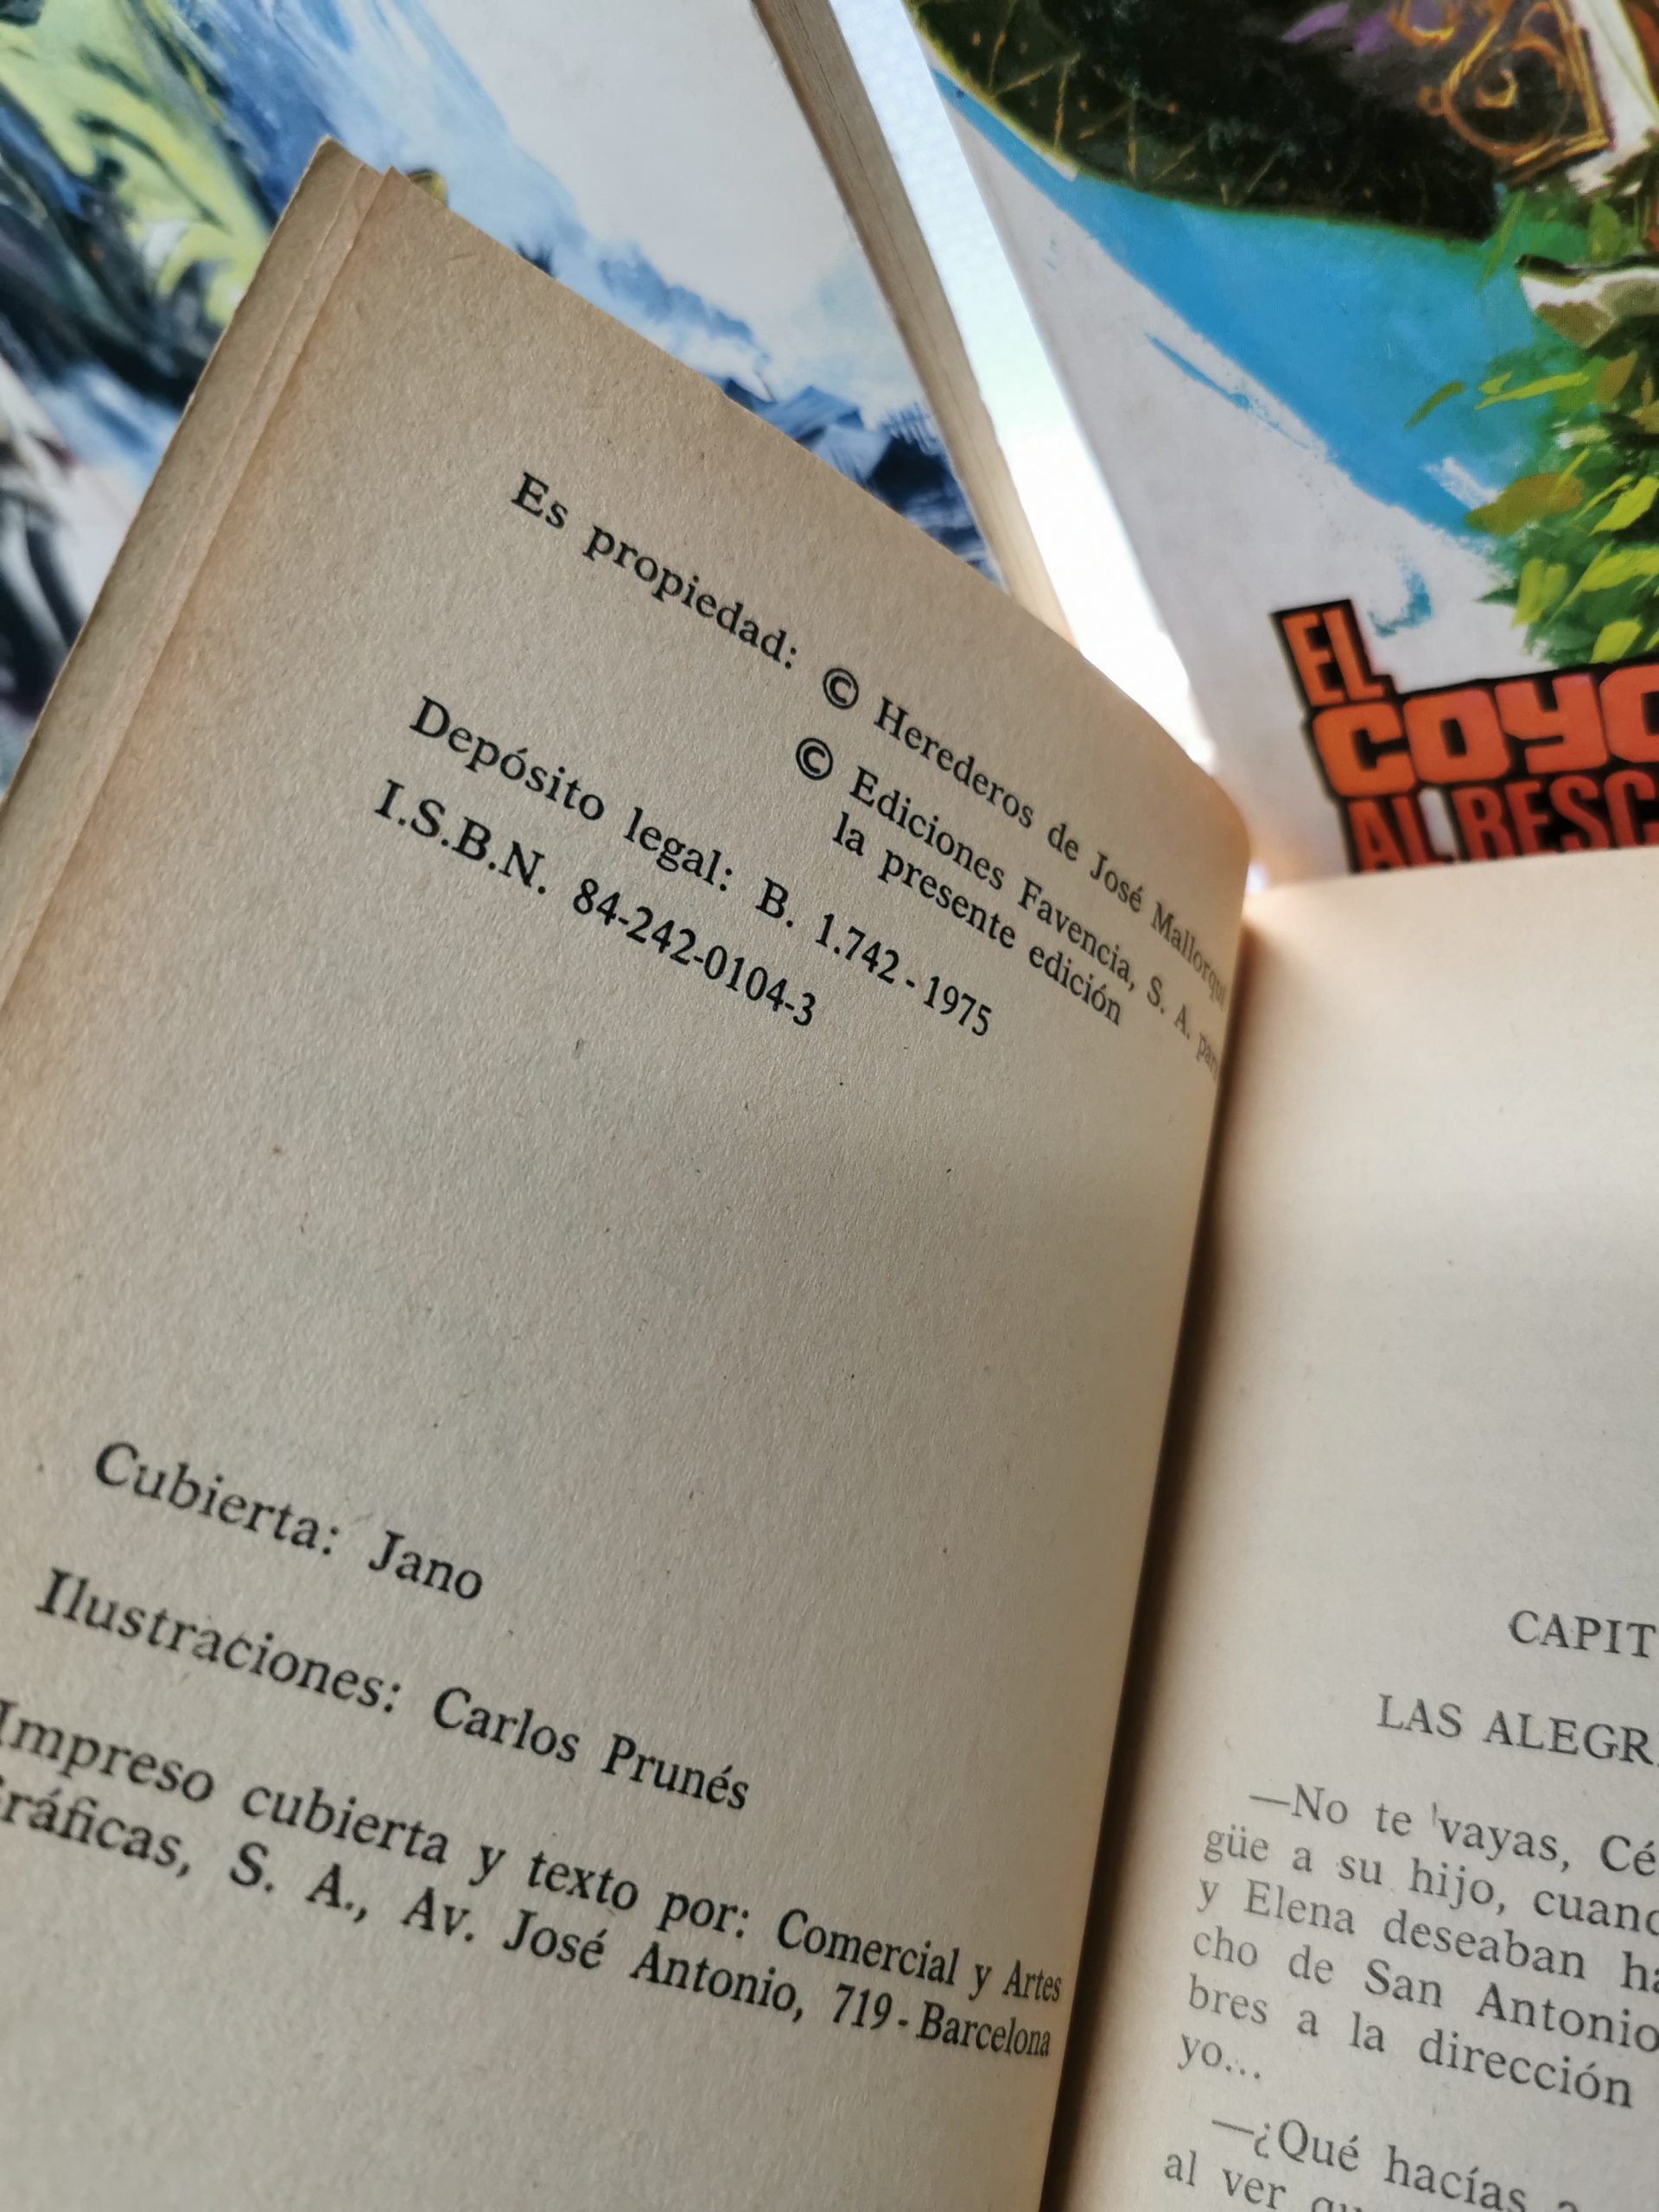 Es propiedad: © Herederos de José Mallorquí
© Ediciones Favencia, S. A. para
la presente edición
Depósito legal: B. 1.742 - 1975
I.S.B.N. 84-242-0104-3
Cubierta: Jano
Ilustraciones: Carlos Prunés
Impreso cubierta y texto por: Comercial y Artes
Gráficas, S. A., Av. José Antonio, 719 - Barcelona
EL
COYO
AL RESC
CAPIT
LAS ALEGR
—No te vayas, Cé
güe a su hijo, cuand
y Elena deseaban ha
cho de San Antonio
bres a la dirección
yo...
—¿Qué hacías a
al ver qu